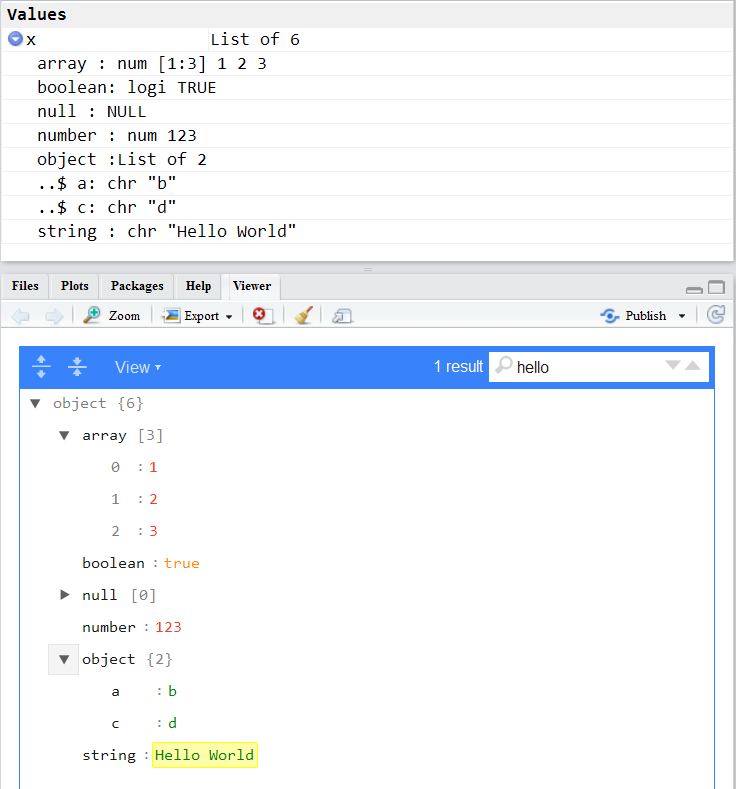 Values
x List of 6
array : num [1:3] 1 2 3
boolean: logi TRUE
null : NULL
number : num 123
object :List of 2
..$ a: chr "b"
..$ c: chr "d"
string : chr "Hello World"
Files Plots Packages Help Viewer
Zoom Export Publish
View 1 result hello
object {6}
array [3]
0 : 1
1 : 2
2 : 3
boolean : true
null [0]
number : 123
object {2}
a : b
c : d
string : Hello World